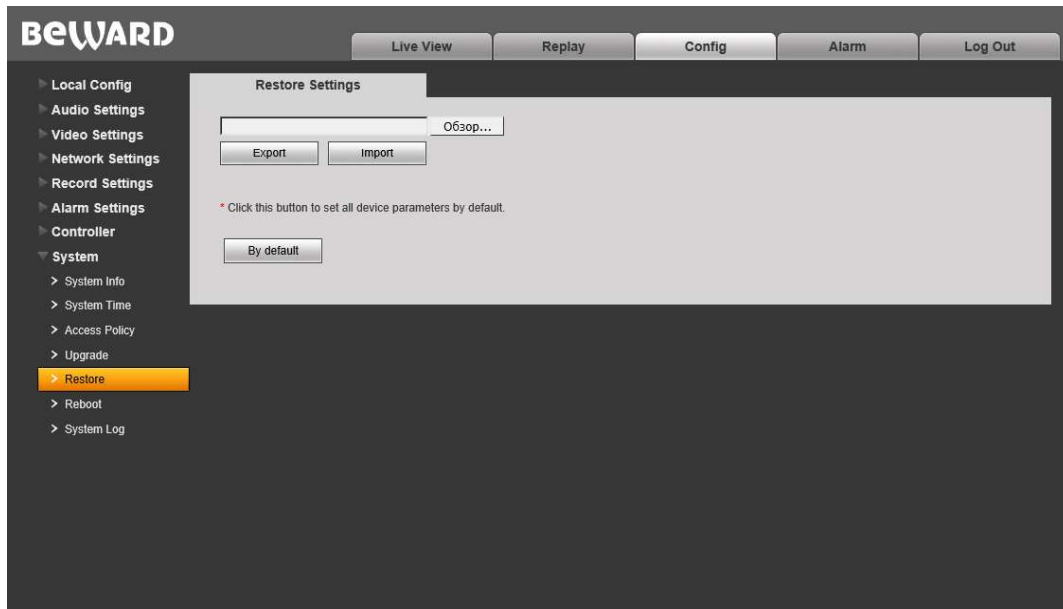 BEWARD
Live View
Replay
Config
Alarm
Log Out
Local Config
Audio Settings
Video Settings
Network Settings
Record Settings
Alarm Settings
Controller
System
> System Info
> System Time
> Access Policy
> Upgrade
> Restore
> Reboot
> System Log
Restore Settings
Обзор...
Export Import
* Click this button to set all device parameters by default.
By default